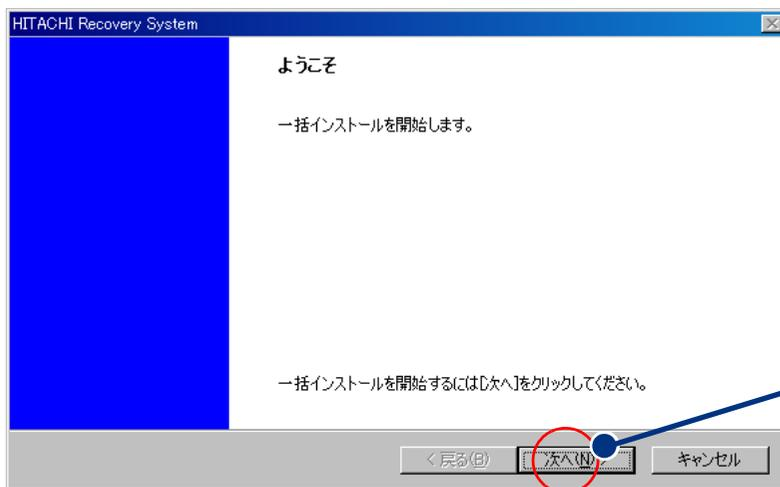 HITACHI Recovery System
ようこそ
一括インストールを開始します。
一括インストールを開始するには[次へ]をクリックしてください。
< 戻る(B) 次へ(N) > キャンセル